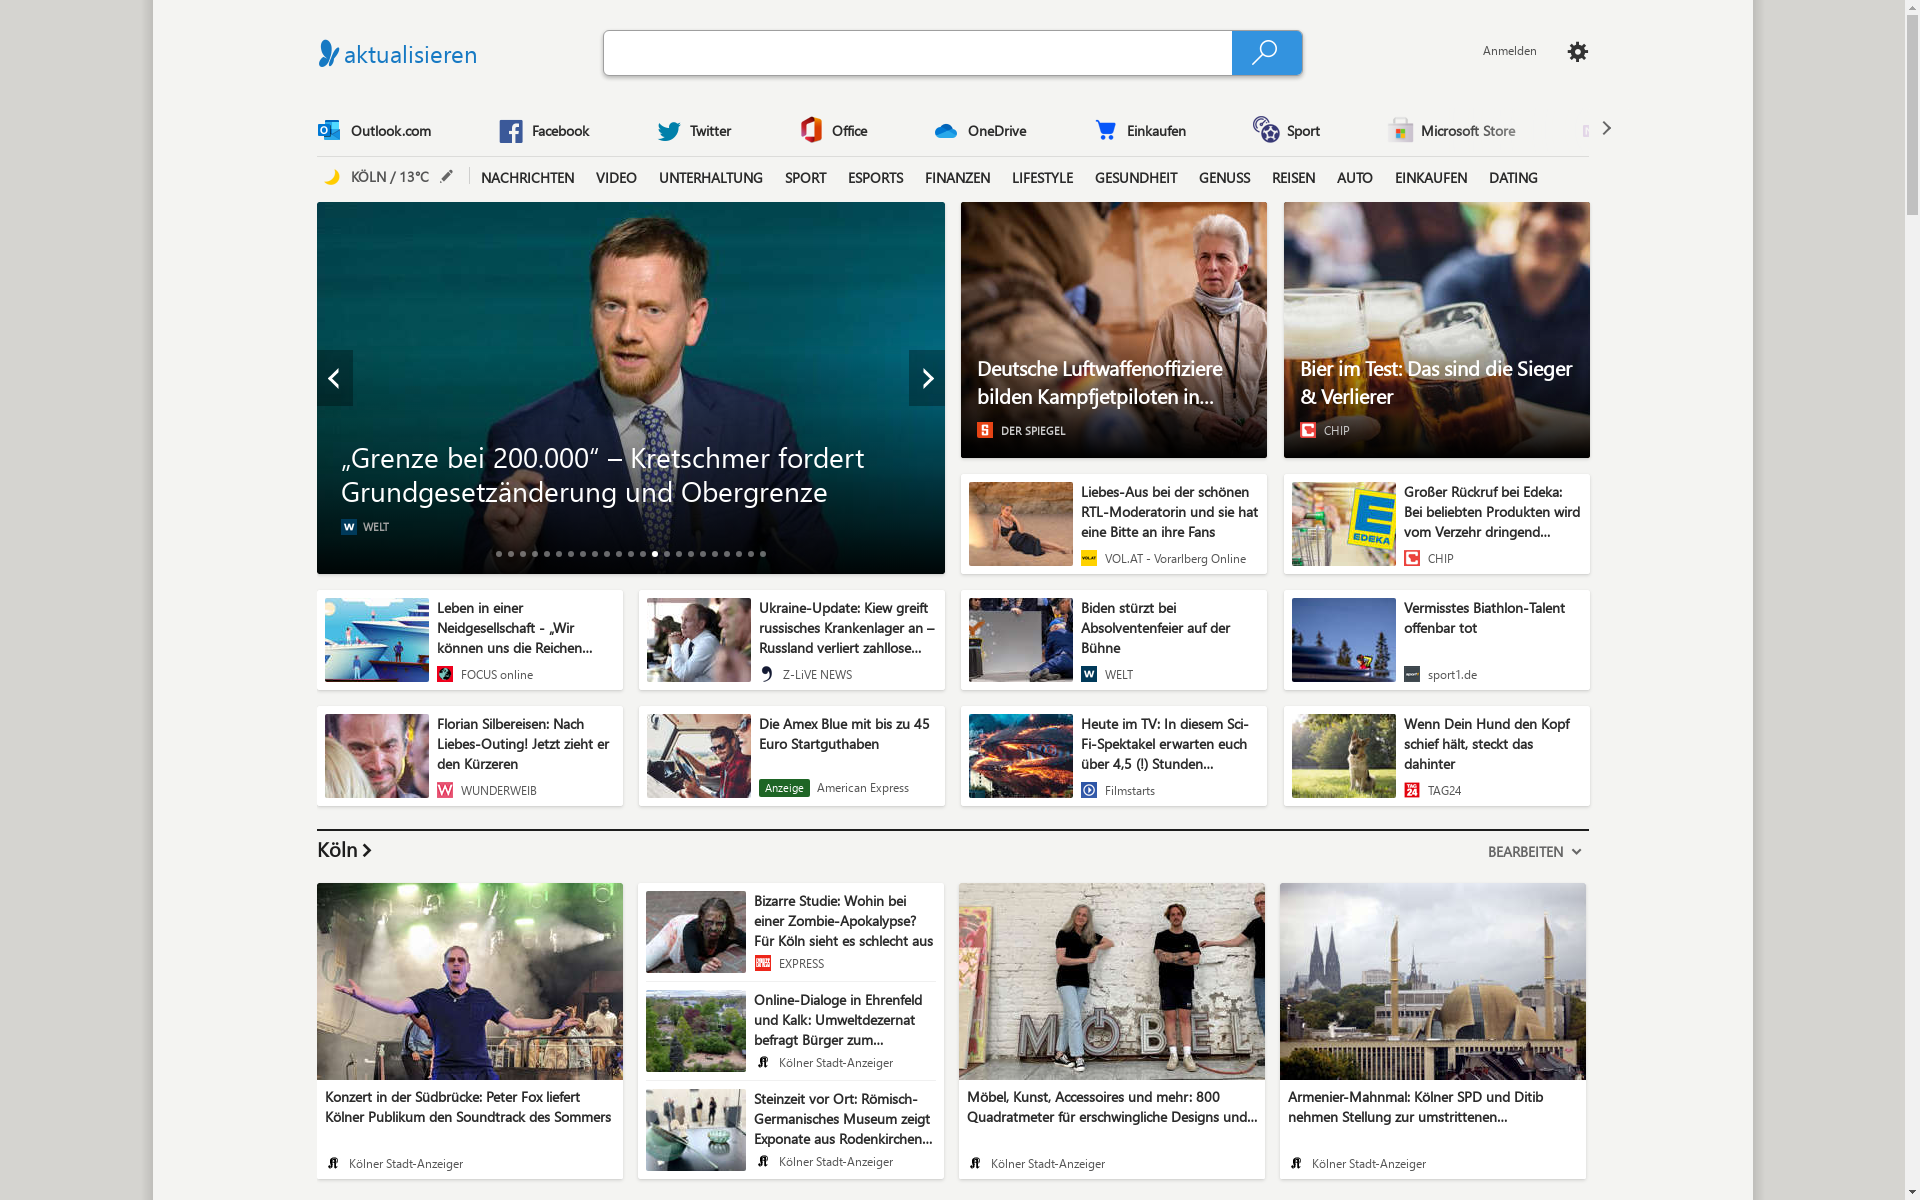 aktualisieren
Anmelden
Outlook.com
Facebook
Twitter
Office
OneDrive
Einkaufen
Sport
Microsoft Store
KÖLN / 13°C
NACHRICHTEN
VIDEO
UNTERHALTUNG
SPORT
ESPORTS
FINANZEN
LIFESTYLE
GESUNDHEIT
GENUSS
REISEN
AUTO
EINKAUFEN
DATING
„Grenze bei 200.000“ – Kretschmer fordert
Grundgesetzänderung und Obergrenze
WELT
Deutsche Luftwaffenoffiziere
bilden Kampfjetpiloten in...
DER SPIEGEL
Bier im Test: Das sind die Sieger
& Verlierer
CHIP
Liebes-Aus bei der schönen
RTL-Moderatorin und sie hat
eine Bitte an ihre Fans
VOL.AT - Vorarlberg Online
EDEKA
Großer Rückruf bei Edeka:
Bei beliebten Produkten wird
vom Verzehr dringend...
CHIP
Leben in einer
Neidgesellschaft - „Wir
können uns die Reichen...
FOCUS online
Ukraine-Update: Kiew greift
russisches Krankenlager an –
Russland verliert zahllose...
Z-LiVE NEWS
Biden stürzt bei
Absolventenfeier auf der
Bühne
WELT
Vermisstes Biathlon-Talent
offenbar tot
sport1.de
Florian Silbereisen: Nach
Liebes-Outing! Jetzt zieht er
den Kürzeren
WUNDERWEIB
Die Amex Blue mit bis zu 45
Euro Startguthaben
Anzeige
American Express
Heute im TV: In diesem Sci-
Fi-Spektakel erwarten euch
über 4,5 (!) Stunden...
Filmstarts
Wenn Dein Hund den Kopf
schief hält, steckt das
dahinter
TAG24
Köln
BEARBEITEN
Konzert in der Südbrücke: Peter Fox liefert
Kölner Publikum den Soundtrack des Sommers
Kölner Stadt-Anzeiger
Bizarre Studie: Wohin bei
einer Zombie-Apokalypse?
Für Köln sieht es schlecht aus
EXPRESS
Online-Dialoge in Ehrenfeld
und Kalk: Umweltdezernat
befragt Bürger zum...
Kölner Stadt-Anzeiger
Steinzeit vor Ort: Römisch-
Germanisches Museum zeigt
Exponate aus Rodenkirchen...
Kölner Stadt-Anzeiger
MÖBEL
Möbel, Kunst, Accessoires und mehr: 800
Quadratmeter für erschwingliche Designs und...
Kölner Stadt-Anzeiger
Armenier-Mahnmal: Kölner SPD und Ditib
nehmen Stellung zur umstrittenen...
Kölner Stadt-Anzeiger